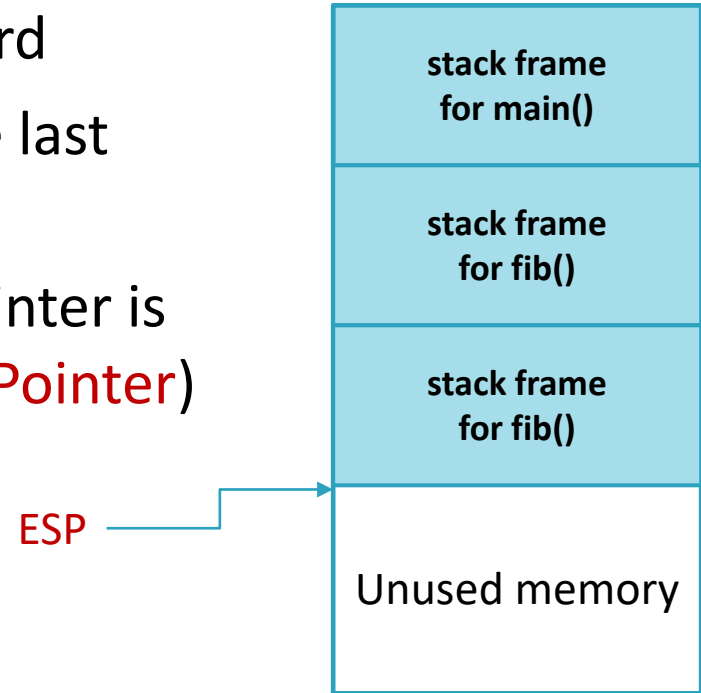 rd
last
inter is
Pointer)
ESP
stack frame
for main()
stack frame
for fib()
stack frame
for fib()
Unused memory